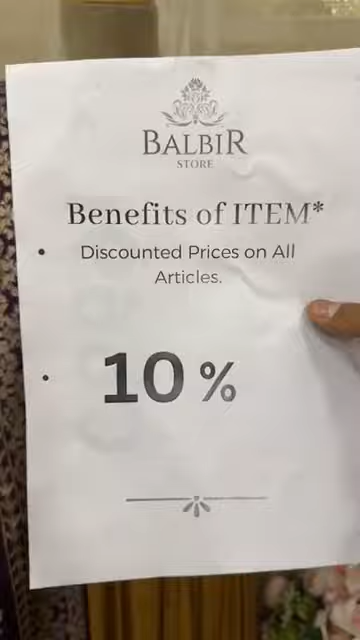 BALBIR
STORE
Benefits of ITEM*
• Discounted Prices on All
Articles.
• 10 %